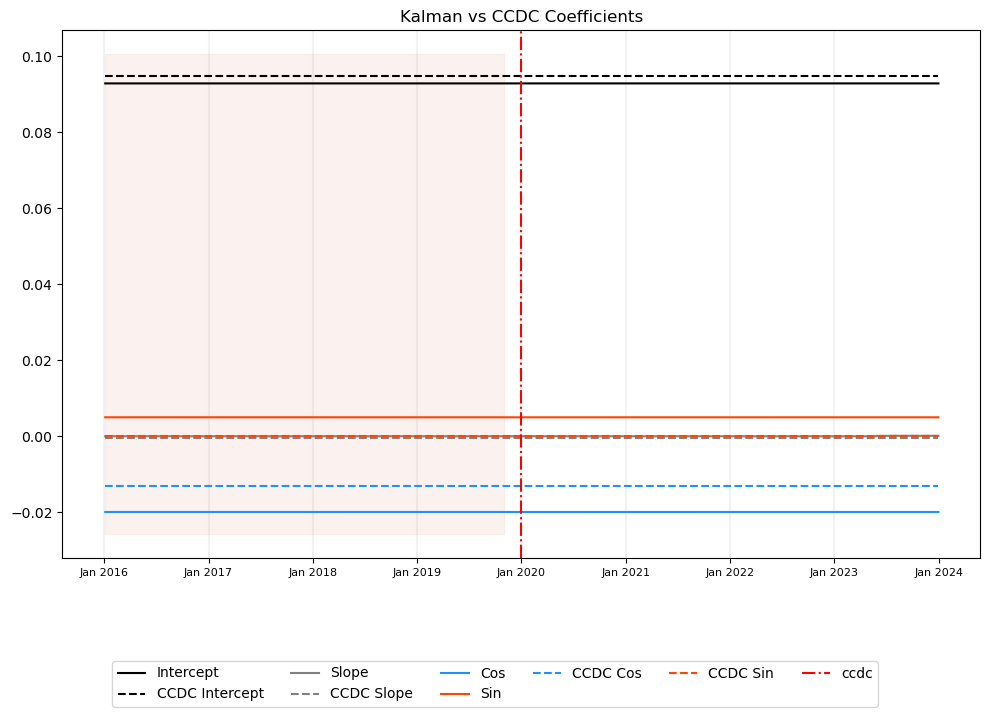 Kalman vs CCDC Coefficients
0.10
0.08
0.06
0.04
0.02
0.00
−0.02
Jan 2016 Jan 2017 Jan 2018 Jan 2019 Jan 2020 Jan 2021 Jan 2022 Jan 2023 Jan 2024
Intercept Slope Cos CCDC Cos CCDC Sin ccdc
CCDC Intercept CCDC Slope Sin